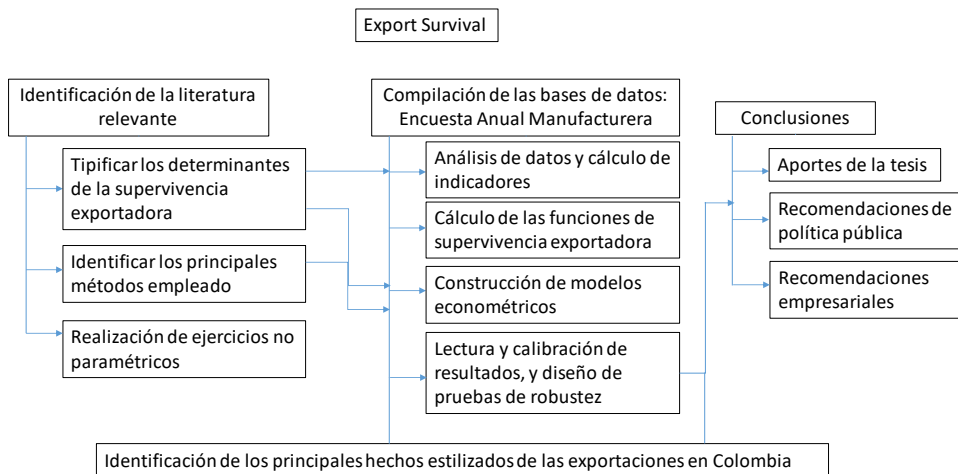 Export Survival
Identificación de la literatura
relevante
Tipificar los determinantes
de la supervivencia
exportadora
Identificar los principales
métodos empleado
Realización de ejercicios no
paramétricos
Compilación de las bases de datos:
Encuesta Anual Manufacturera
Análisis de datos y cálculo de
indicadores
Cálculo de las funciones de
supervivencia exportadora
Construcción de modelos
econométricos
Lectura y calibración de
resultados, y diseño de
pruebas de robustez
Conclusiones
Aportes de la tesis
Recomendaciones de
política pública
Recomendaciones
empresariales
Identificación de los principales hechos estilizados de las exportaciones en Colombia